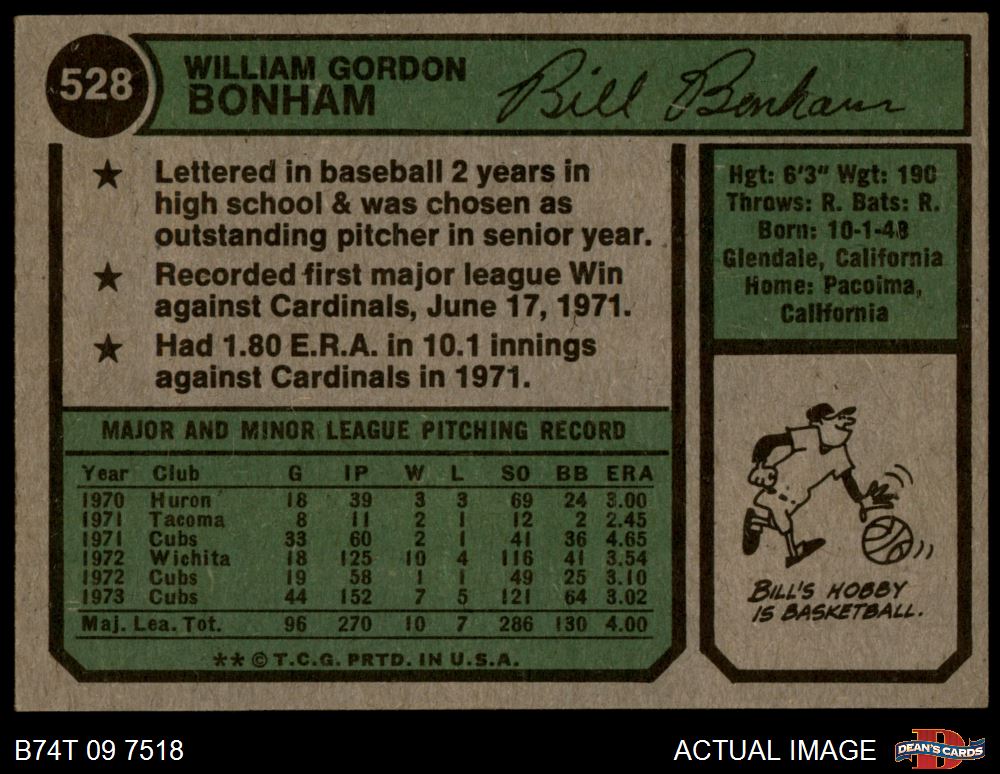 528
WILLIAM GORDON
BONHAM
Bill Bonham
★ Lettered in baseball 2 years in
high school & was chosen as
outstanding pitcher in senior year.
★ Recorded first major league Win
against Cardinals, June 17, 1971.
★ Had 1.80 E.R.A. in 10.1 innings
against Cardinals in 1971.
Hgt: 6'3" Wgt: 190
Throws: R. Bats: R.
Born: 10-1-48
Glendale, California
Home: Pacoima,
California
MAJOR AND MINOR LEAGUE PITCHING RECORD
Year Club G IP W L SO BB ERA
1970 Huron 18 39 3 3 69 24 3.00
1971 Tacoma 8 11 2 1 12 2 2.45
1971 Cubs 33 60 2 1 41 36 4.65
1972 Wichita 18 125 10 4 116 41 3.54
1972 Cubs 19 58 1 1 49 25 3.10
1973 Cubs 44 152 7 5 121 64 3.02
Maj. Lea. Tot. 96 270 10 7 286 130 4.00
** © T.C.G. PRTD. IN U.S.A.
BILL'S HOBBY
IS BASKETBALL.
B74T 09 7518
ACTUAL IMAGE
D
DEAN'S CARDS